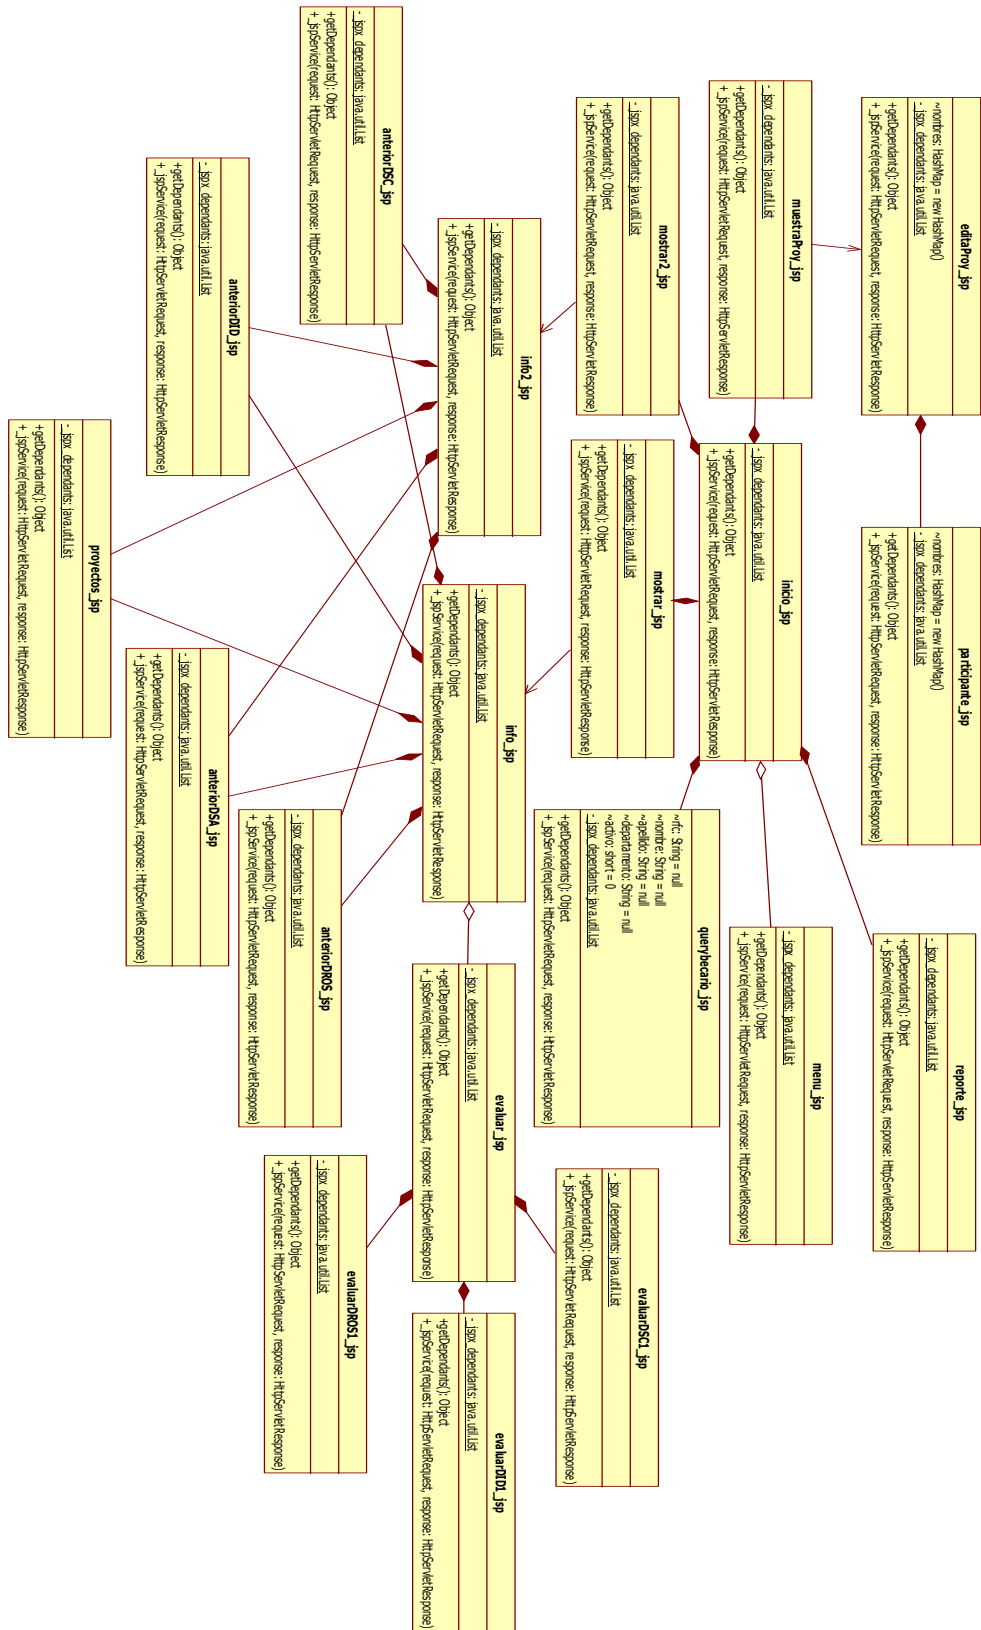 editaProy_jsp
~nombres: HashMap = new HashMap()
-_jspx_dependants: java.util.List
+getDependants(): Object
+_jspService(request: HttpServletRequest, response: HttpServletResponse)
participante_jsp
~nombres: HashMap = new HashMap()
-_jspx_dependants: java.util.List
+getDependants(): Object
+_jspService(request: HttpServletRequest, response: HttpServletResponse)
reporte_jsp
-_jspx_dependants: java.util.List
+getDependants(): Object
+_jspService(request: HttpServletRequest, response: HttpServletResponse)
menu_jsp
-_jspx_dependants: java.util.List
+getDependants(): Object
+_jspService(request: HttpServletRequest, response: HttpServletResponse)
muestraProy_jsp
-_jspx_dependants: java.util.List
+getDependants(): Object
+_jspService(request: HttpServletRequest, response: HttpServletResponse)
inicio_jsp
-_jspx_dependants: java.util.List
+getDependants(): Object
+_jspService(request: HttpServletRequest, response: HttpServletResponse)
querybecario_jsp
~rfc: String = null
~nombre: String = null
~apellido: String = null
~departamento: String = null
~activo: short = 0
-_jspx_dependants: java.util.List
+getDependants(): Object
+_jspService(request: HttpServletRequest, response: HttpServletResponse)
mostrar2_jsp
-_jspx_dependants: java.util.List
+getDependants(): Object
+_jspService(request: HttpServletRequest, response: HttpServletResponse)
mostrar_jsp
-_jspx_dependants: java.util.List
+getDependants(): Object
+_jspService(request: HttpServletRequest, response: HttpServletResponse)
evaluarDSC1_jsp
-_jspx_dependants: java.util.List
+getDependants(): Object
+_jspService(request: HttpServletRequest, response: HttpServletResponse)
info2_jsp
-_jspx_dependants: java.util.List
+getDependants(): Object
+_jspService(request: HttpServletRequest, response: HttpServletResponse)
info_jsp
-_jspx_dependants: java.util.List
+getDependants(): Object
+_jspService(request: HttpServletRequest, response: HttpServletResponse)
evaluar_jsp
-_jspx_dependants: java.util.List
+getDependants(): Object
+_jspService(request: HttpServletRequest, response: HttpServletResponse)
evaluarDID1_jsp
-_jspx_dependants: java.util.List
+getDependants(): Object
+_jspService(request: HttpServletRequest, response: HttpServletResponse)
anteriorDSC_jsp
-_jspx_dependants: java.util.List
+getDependants(): Object
+_jspService(request: HttpServletRequest, response: HttpServletResponse)
evaluarDROS1_jsp
-_jspx_dependants: java.util.List
+getDependants(): Object
+_jspService(request: HttpServletRequest, response: HttpServletResponse)
anteriorDROS_jsp
-_jspx_dependants: java.util.List
+getDependants(): Object
+_jspService(request: HttpServletRequest, response: HttpServletResponse)
anteriorDID_jsp
-_jspx_dependants: java.util.List
+getDependants(): Object
+_jspService(request: HttpServletRequest, response: HttpServletResponse)
anteriorDSA_jsp
-_jspx_dependants: java.util.List
+getDependants(): Object
+_jspService(request: HttpServletRequest, response: HttpServletResponse)
proyectos_jsp
-_jspx_dependants: java.util.List
+getDependants(): Object
+_jspService(request: HttpServletRequest, response: HttpServletResponse)